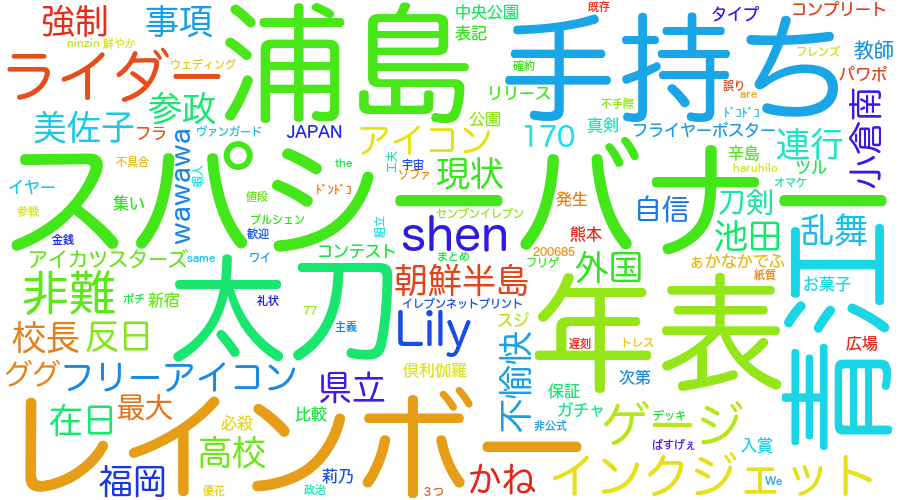 強制
事項
中央公園
表記
既存
タイプ
コンプリート
ninzin 鮮やか
浦島
手持ち
教師
フレンズ
ライダー
ウェディング
確約
パワポ
リリース
誤り
are
参政
不手際
ﾄﾞｺﾄﾞｺ
小倉南
美佐子
フラ
ヴァンガード
JAPAN
公園
アイコン
170
真剣
フライヤーポスター
連行
wawawa
不具合
the
工夫
宇宙
ソファ
現状
辛島
haruhilo
ツル
オマケ
イヤー
暇人
スパシーバナー
参戦
集い
ﾄﾞﾝﾄﾞｺ
値段
発生
自信
刀剣
プルシェン
センブンイレブン
金銭
歓迎
組立
shen
熊本
池田
乱舞
青江
アイカツスターズ
same
ワイ
コンテスト
まとめ
200685
フリゲ
外国
ぁかなかでふ
紙質
非難
ポチ
新宿
太刀
朝鮮半島
お菓子
礼状
イレブンネットプリント
77
年表
校長
反日
主義
Lily
スジ
遅刻
トレス
広場
ググ
フリーアイコン
県立
倶利伽羅
不愉快
次第
保証
在日
最大
必殺
比較
ガチャ
ゲージ
デッキ
レインボー
非公式
高校
ぱすげぇ
入賞
福岡
莉乃
かね
インクジェット
We
優花
政治
3つ